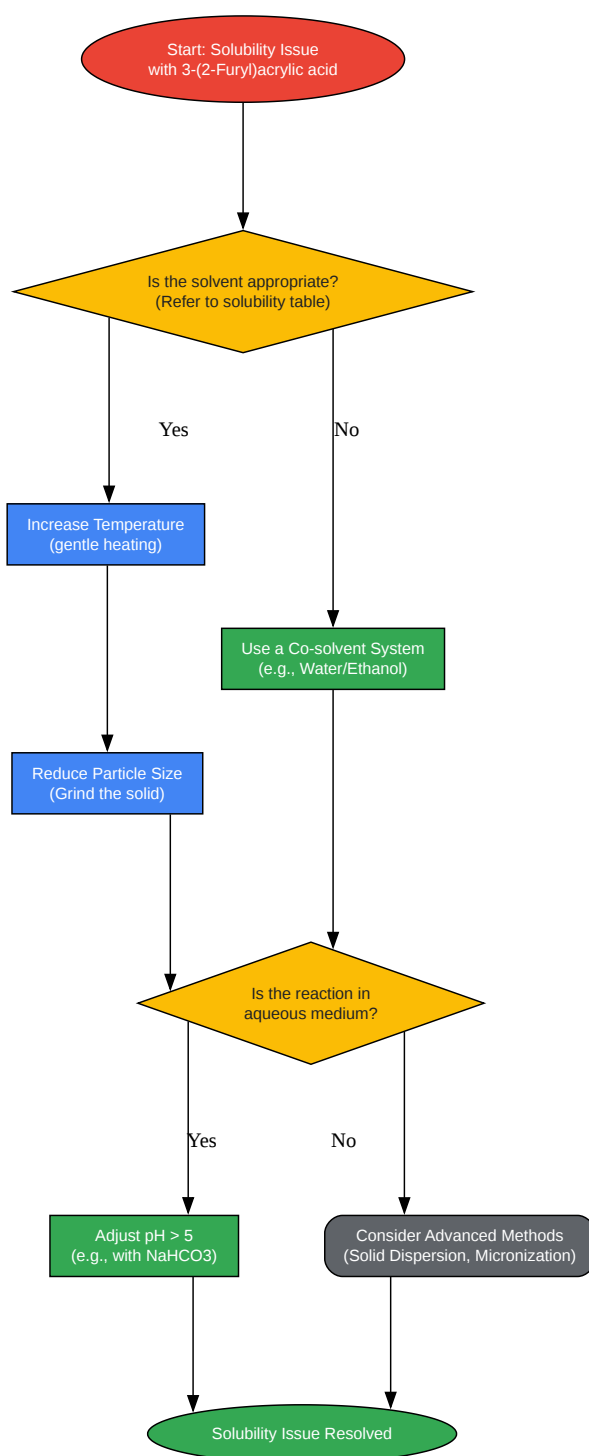 Start: Solubility Issue
with 3-(2-Furyl)acrylic acid
Is the solvent appropriate?
(Refer to solubility table)
Yes
No
Increase Temperature
(gentle heating)
Use a Co-solvent System
(e.g., Water/Ethanol)
Reduce Particle Size
(Grind the solid)
Is the reaction in
aqueous medium?
Yes
No
Adjust pH > 5
(e.g., with NaHCO3)
Consider Advanced Methods
(Solid Dispersion, Micronization)
Solubility Issue Resolved